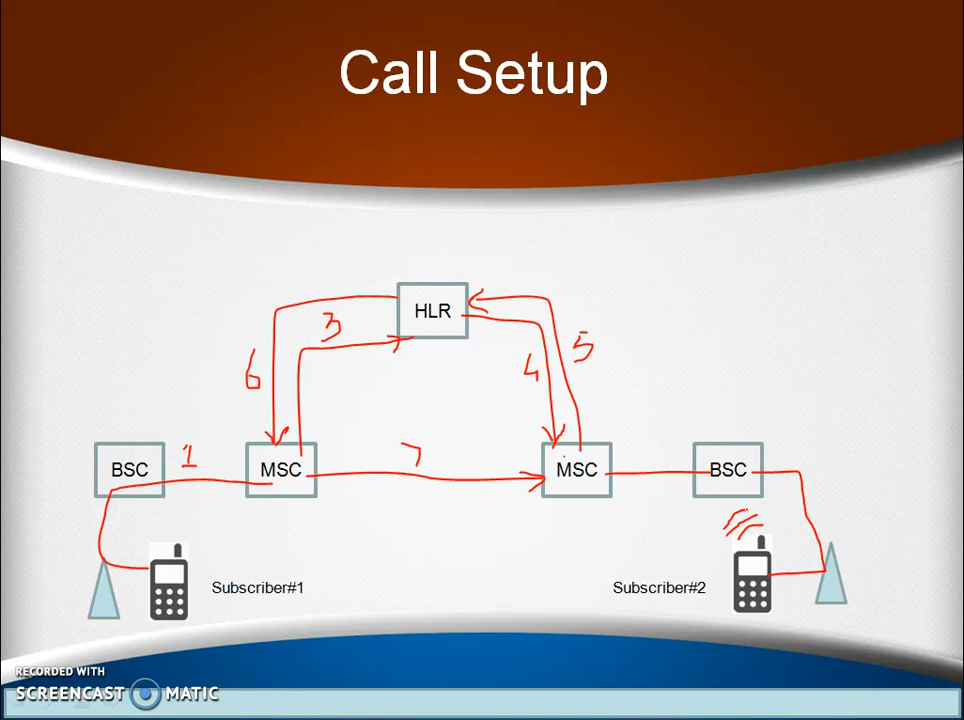 Call Setup
HLR
3
6
4
5
BSC
1
MSC
7
MSC
BSC
Subscriber#1
Subscriber#2
RECORDED WITH
SCREENCAST MATIC